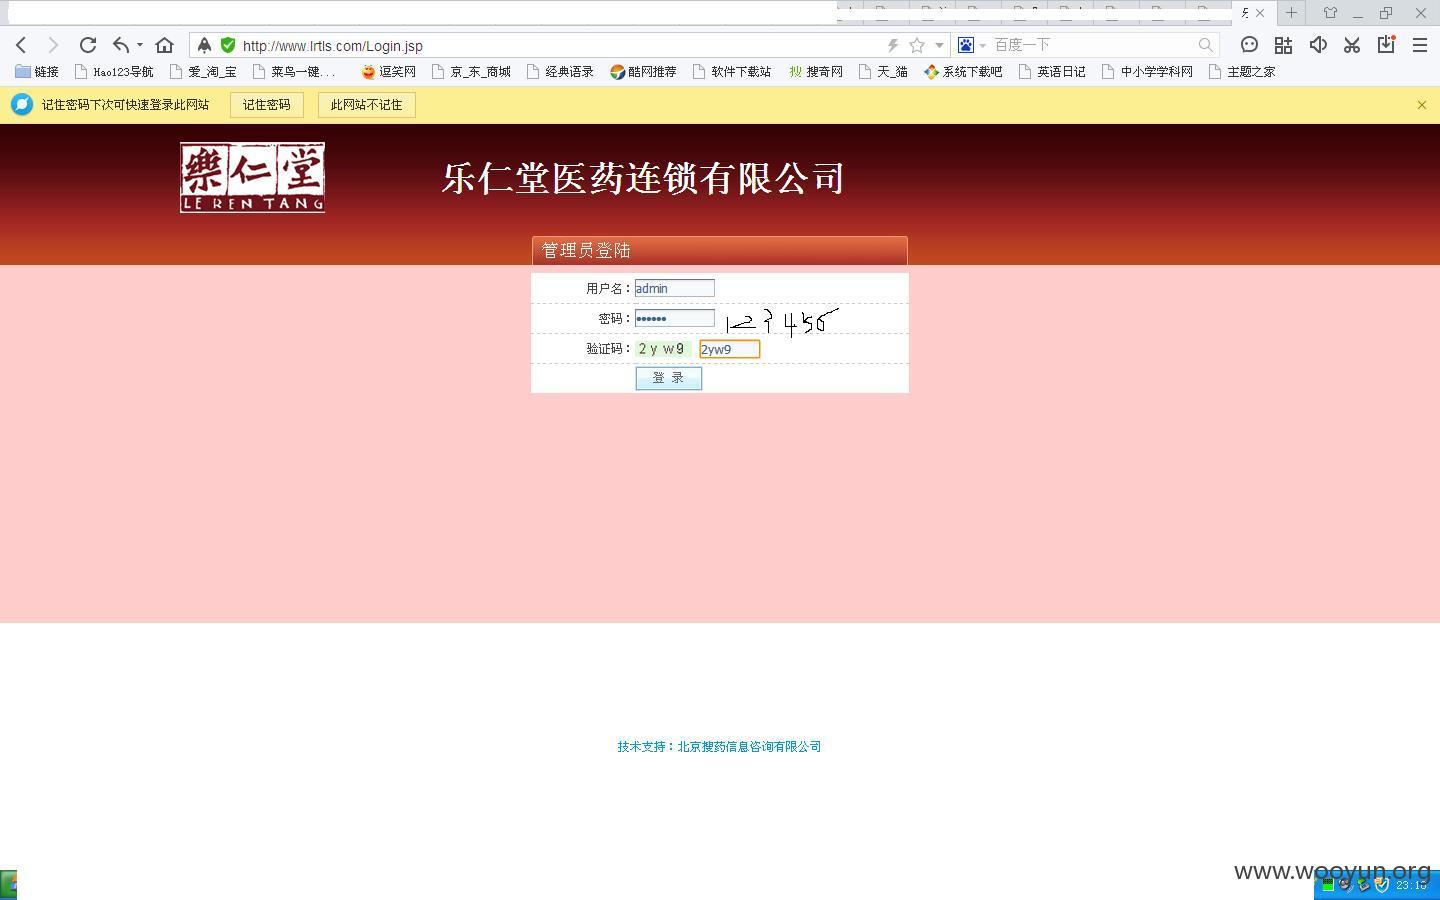 乐
http://www.lrtls.com/Login.jsp
百度一下
链接 Hao123导航 爱_淘_宝 菜鸟一键... 逗笑网 京_东_商城 经典语录 酷网推荐 软件下载站 搜 搜奇网 天_猫 系统下载吧 英语日记 中小学学科网 主题之家
记住密码下次可快速登录此网站 记住密码 此网站不记住
樂仁堂
LE REN TANG
乐仁堂医药连锁有限公司
管理员登陆
用户名：admin
密码：•••••• 123456
验证码：2yw9 2yw9
登 录
技术支持：北京搜药信息咨询有限公司
www.wooyun.org